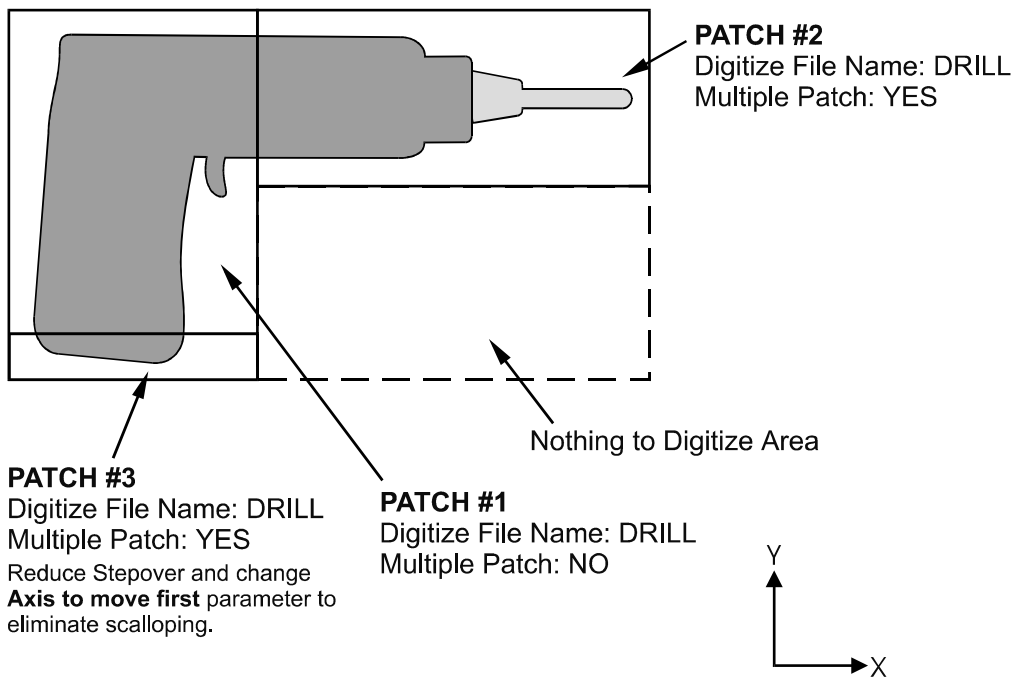 PATCH #2
Digitize File Name: DRILL
Multiple Patch: YES
Nothing to Digitize Area
PATCH #3
Digitize File Name: DRILL
Multiple Patch: YES
Reduce Stepover and change
Axis to move first parameter to
eliminate scalloping.
PATCH #1
Digitize File Name: DRILL
Multiple Patch: NO
Y
X